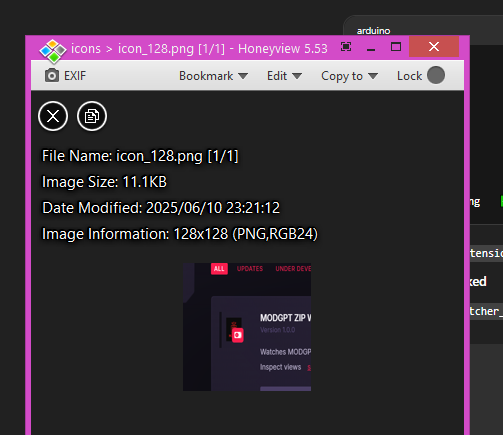 arduino
icons > icon_128.png [1/1] - Honeyview 5.53
EXIF
Bookmark
Edit
Copy to
Lock
File Name: icon_128.png [1/1]
Image Size: 11.1KB
Date Modified: 2025/06/10 23:21:12
Image Information: 128x128 (PNG,RGB24)
ALL
UPDATES
UNDER DEVE
MODGPT ZIP W
Version 1.0.0
Watches MODGP
Inspect views
ng
tensio
ked
tcher_